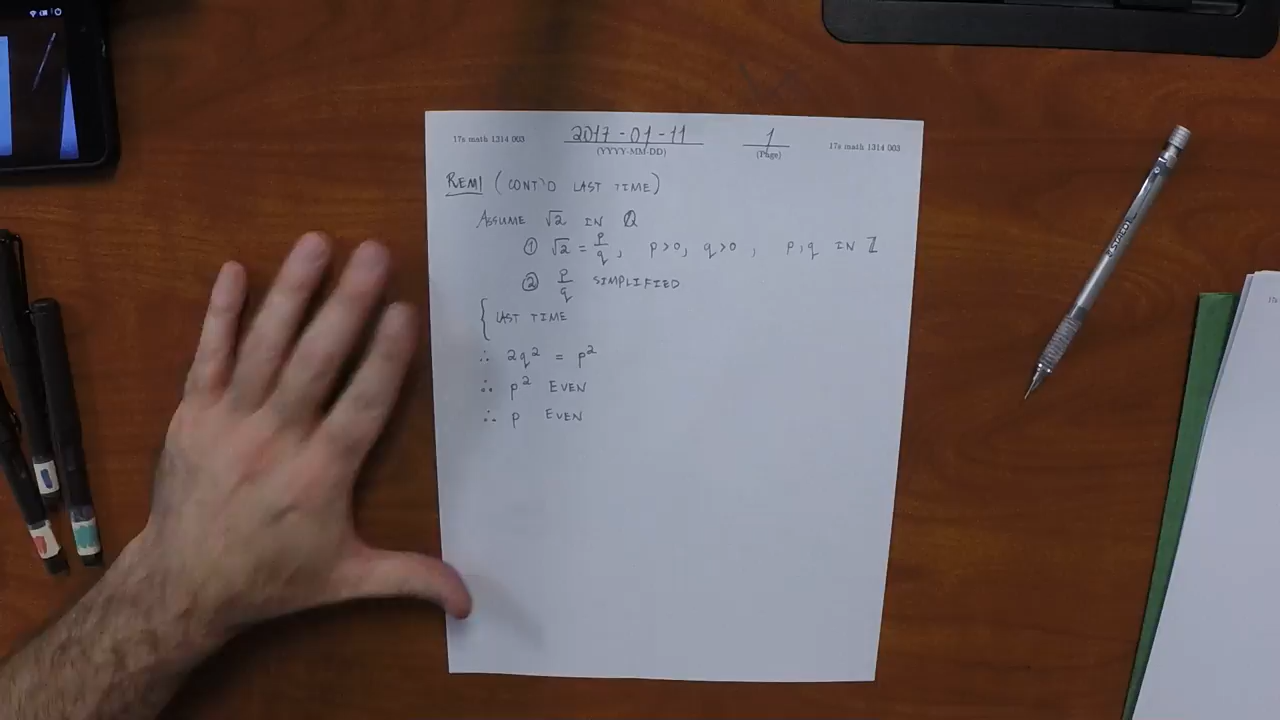 17s math 1314 003 2017-01-11 1 17s math 1314 003
(YYYY-MM-DD) (Page)
REM| (CONT'D LAST TIME)
ASSUME √2 IN ℚ
① √2 = p/q, p>0, q>0, p,q IN ℤ
② p/q SIMPLIFIED
{ LAST TIME
∴ 2q² = p²
∴ p² EVEN
∴ p EVEN